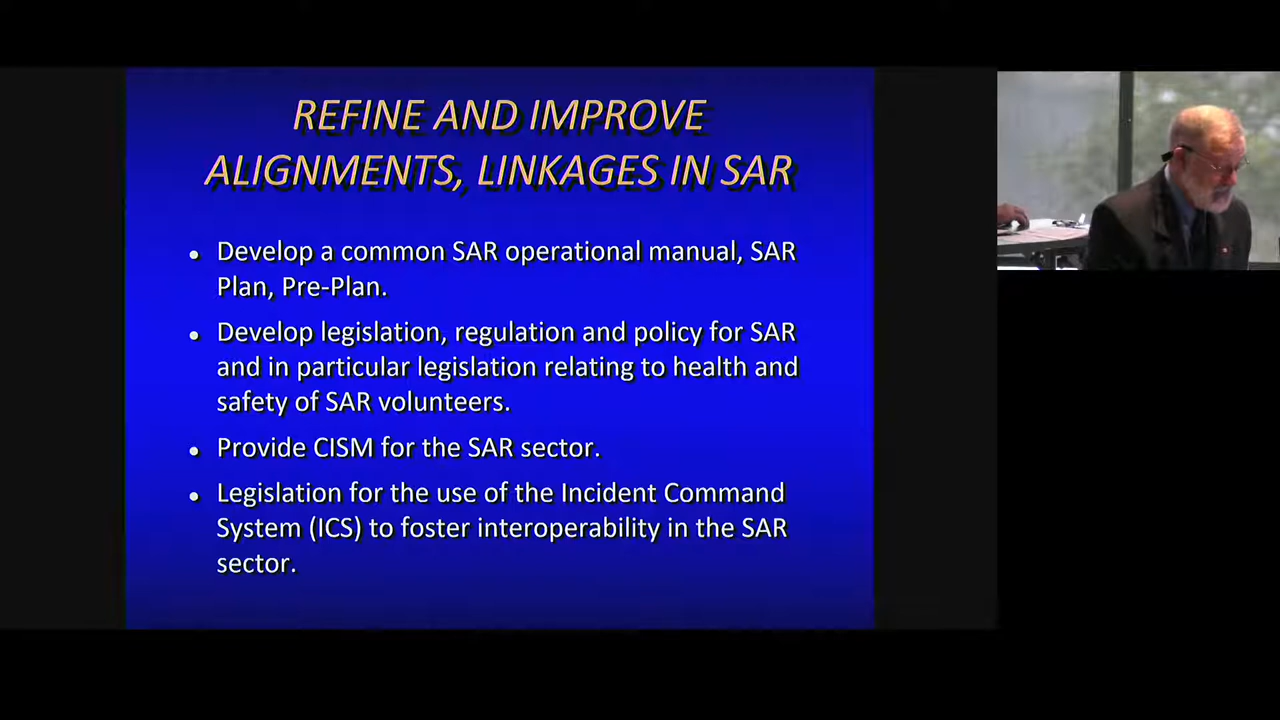 REFINE AND IMPROVE
ALIGNMENTS, LINKAGES IN SAR
Develop a common SAR operational manual, SAR
Plan, Pre-Plan.
Develop legislation, regulation and policy for SAR
and in particular legislation relating to health and
safety of SAR volunteers.
Provide CISM for the SAR sector.
Legislation for the use of the Incident Command
System (ICS) to foster interoperability in the SAR
sector.